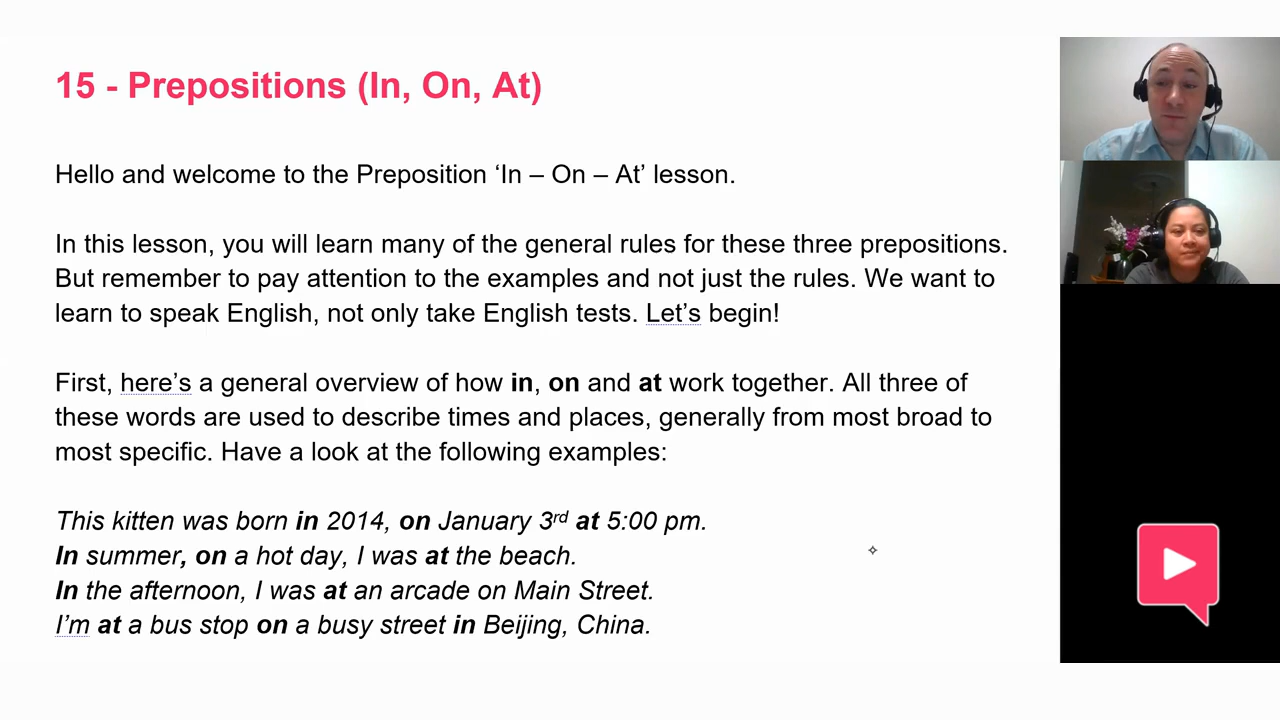 15 - Prepositions (In, On, At)
Hello and welcome to the Preposition ‘In – On – At’ lesson.
In this lesson, you will learn many of the general rules for these three prepositions.
But remember to pay attention to the examples and not just the rules. We want to
learn to speak English, not only take English tests. Let’s begin!
First, here’s a general overview of how in, on and at work together. All three of
these words are used to describe times and places, generally from most broad to
most specific. Have a look at the following examples:
This kitten was born in 2014, on January 3rd at 5:00 pm.
In summer, on a hot day, I was at the beach.
In the afternoon, I was at an arcade on Main Street.
I’m at a bus stop on a busy street in Beijing, China.